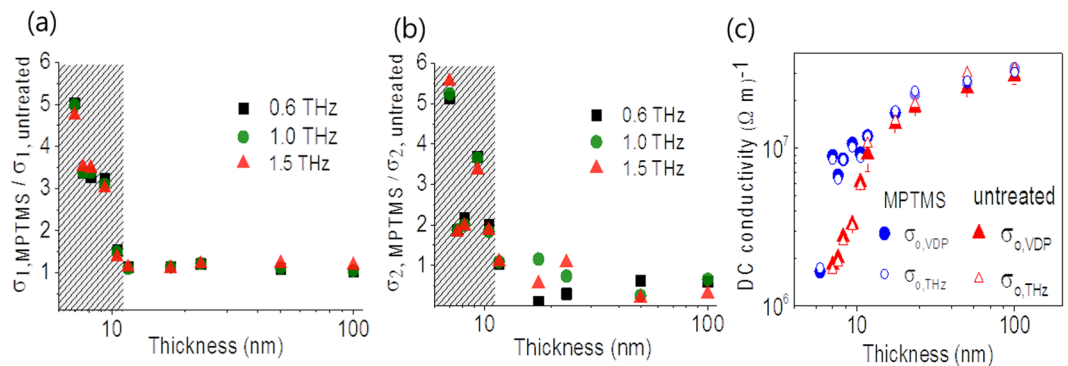 (a)
σ1, MPTMS / σ1, untreated
6
5
4
3
2
1
0.6 THz
1.0 THz
1.5 THz
10
100
Thickness (nm)
(b)
σ2, MPTMS / σ2, untreated
6
5
4
3
2
1
0.6 THz
1.0 THz
1.5 THz
10
100
Thickness (nm)
(c)
DC conductivity (Ω m)-1
10^7
10^6
MPTMS untreated
σo,VDP σo,VDP
σo,THz σo,THz
10
100
Thickness (nm)